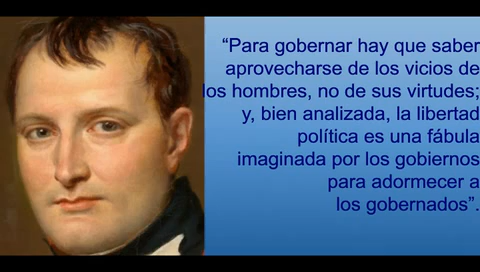 “Para gobernar hay que saber
aprovecharse de los vicios de
los hombres, no de sus virtudes;
y, bien analizada, la libertad
política es una fábula
imaginada por los gobiernos
para adormecer a
los gobernados”.